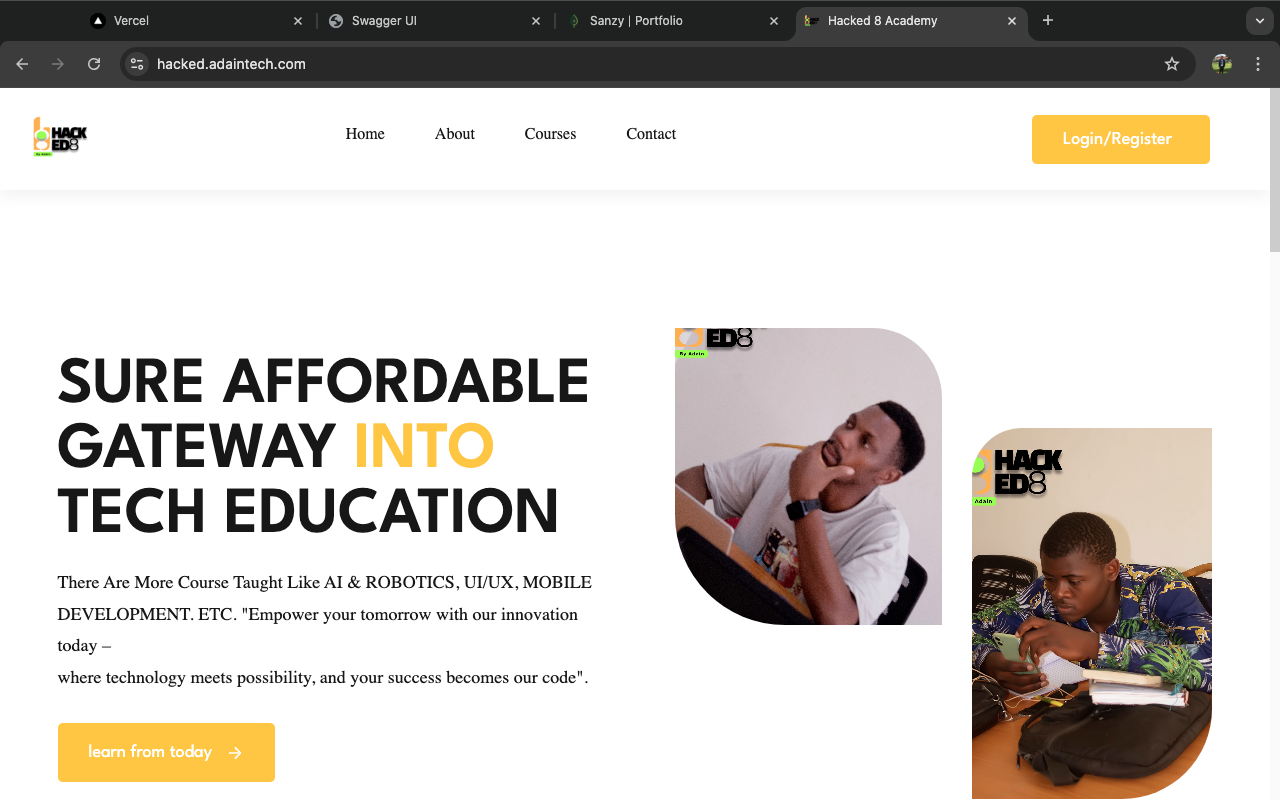 Vercel
Swagger UI
Sanzy | Portfolio
Hacked 8 Academy
hacked.adaintech.com
HACK
ED8
By Adain
Home
About
Courses
Contact
Login/Register
SURE AFFORDABLE
GATEWAY INTO
TECH EDUCATION
There Are More Course Taught Like AI & ROBOTICS, UI/UX, MOBILE
DEVELOPMENT. ETC. "Empower your tomorrow with our innovation
today –
where technology meets possibility, and your success becomes our code".
learn from today
ED8
By Adain
HACK
ED8
Adain